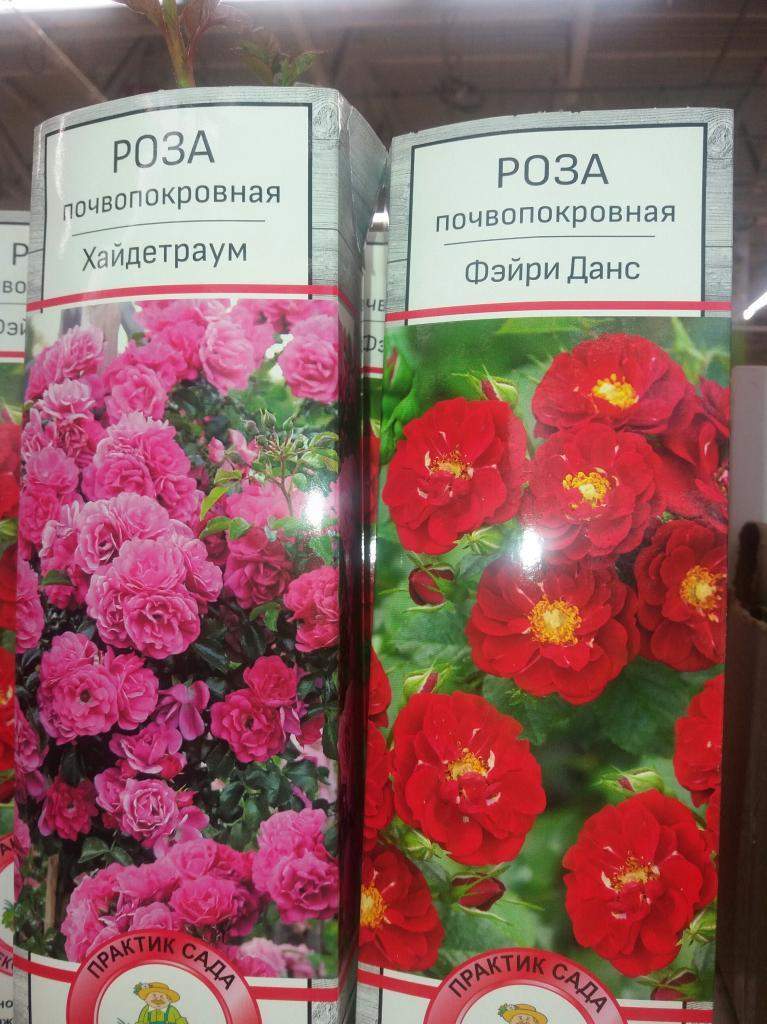 РОЗА
почвопокровная
Хайдетраум
ПРАКТИК САДА
РОЗА
почвопокровная
Фэйри Данс
ПРАКТИК САДА